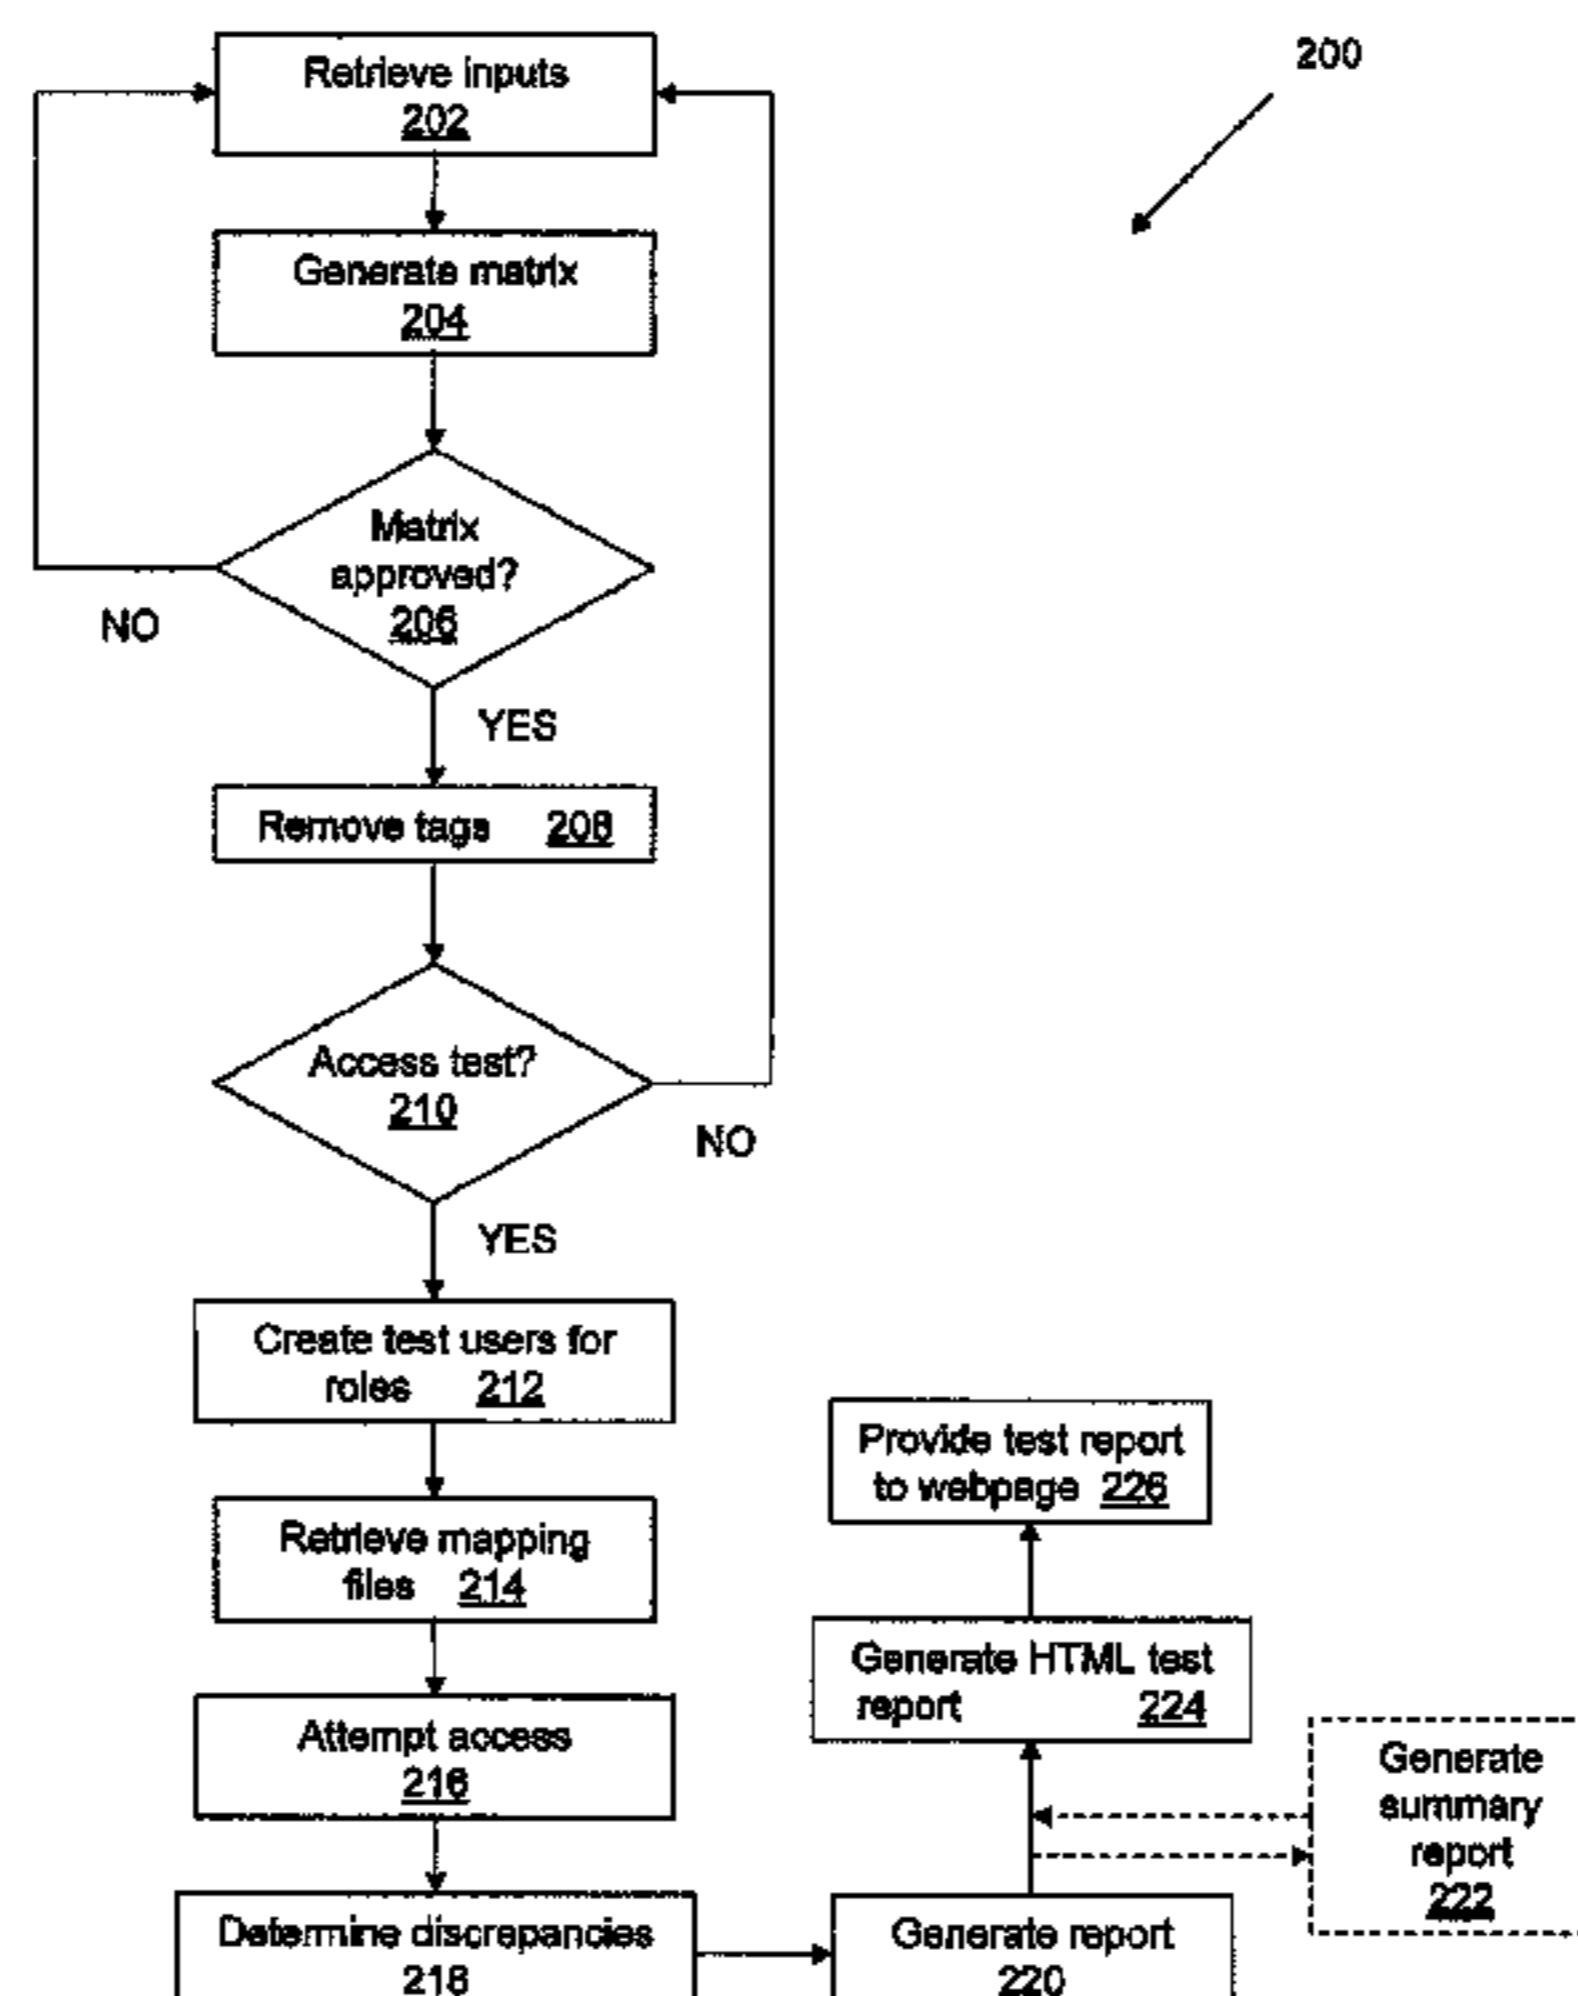 200
Retrieve inputs
202
Generate matrix
204
Matrix
approved?
206
NO
YES
Remove tags 208
Access test?
210
NO
YES
Create test users for
roles 212
Retrieve mapping
files 214
Attempt access
216
Determine discrepancies
218
Generate report
220
Generate
summary
report
222
Generate HTML test
report 224
Provide test report
to webpage 226